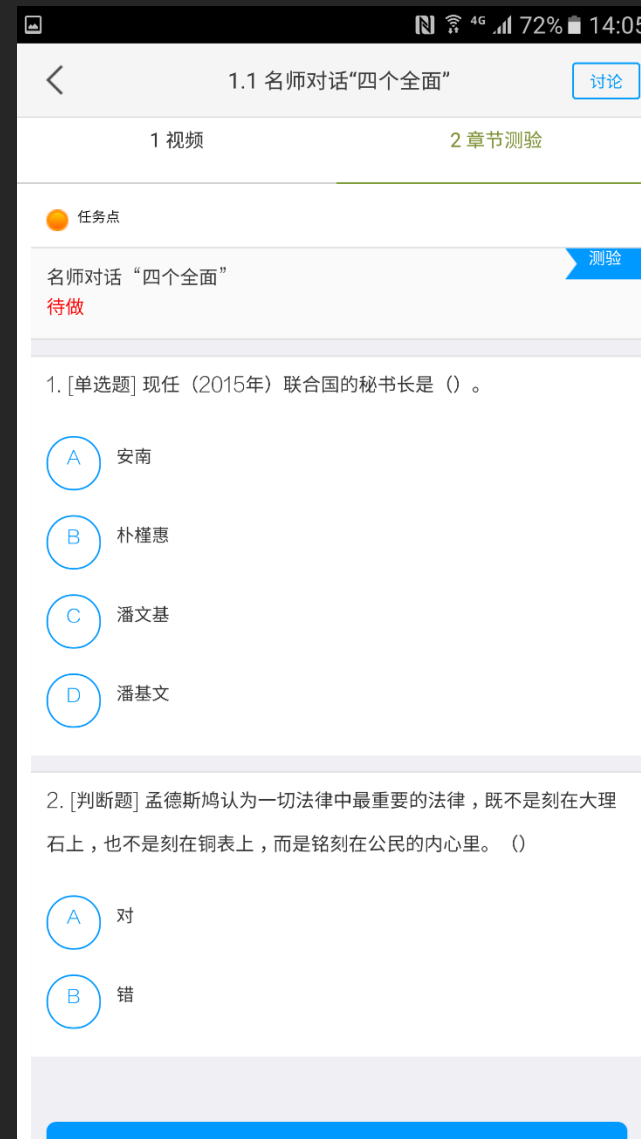 4G 72% 14:05
1.1 名师对话“四个全面” 讨论
1 视频 2 章节测验
任务点
测验
名师对话“四个全面”
待做
1. [单选题] 现任（2015年）联合国的秘书长是（）。
A 安南
B 朴槿惠
C 潘文基
D 潘基文
2. [判断题] 孟德斯鸠认为一切法律中最重要的法律，既不是刻在大理
石上，也不是刻在铜表上，而是铭刻在公民的内心里。（）
A 对
B 错